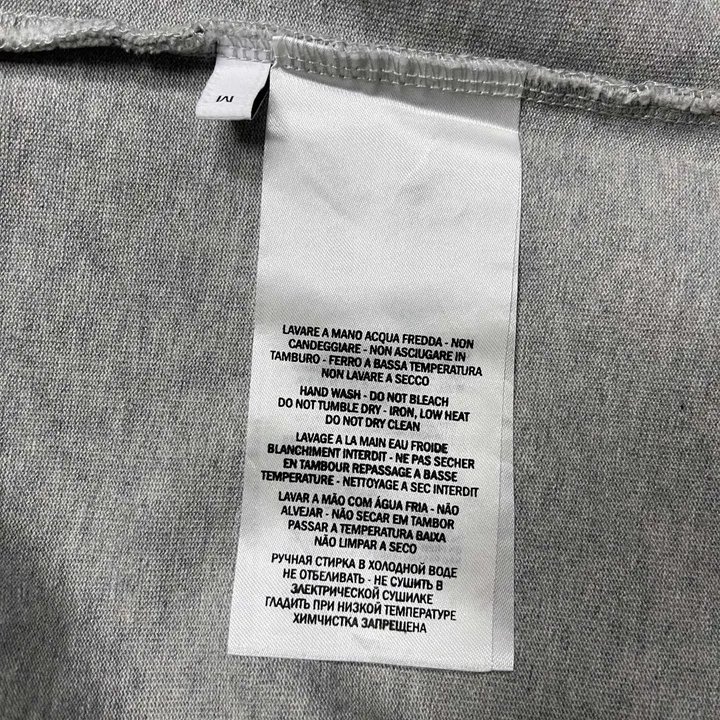 M
LAVARE A MANO ACQUA FREDDA - NON
CANDEGGIARE - NON ASCIUGARE IN
TAMBURO - FERRO A BASSA TEMPERATURA
NON LAVARE A SECCO
HAND WASH - DO NOT BLEACH
DO NOT TUMBLE DRY - IRON, LOW HEAT
DO NOT DRY CLEAN
LAVAGE A LA MAIN EAU FROIDE
BLANCHIMENT INTERDIT - NE PAS SECHER
EN TAMBOUR REPASSAGE A BASSE
TEMPERATURE - NETTOYAGE A SEC INTERDIT
LAVAR A MÃO COM ÁGUA FRIA - NÃO
ALVEJAR - NÃO SECAR EM TAMBOR
PASSAR A TEMPERATURA BAIXA
NÃO LIMPAR A SECO
РУЧНАЯ СТИРКА В ХОЛОДНОЙ ВОДЕ
НЕ ОТБЕЛИВАТЬ - НЕ СУШИТЬ В
ЭЛЕКТРИЧЕСКОЙ СУШИЛКЕ
ГЛАДИТЬ ПРИ НИЗКОЙ ТЕМПЕРАТУРЕ
ХИМЧИСТКА ЗАПРЕЩЕНА